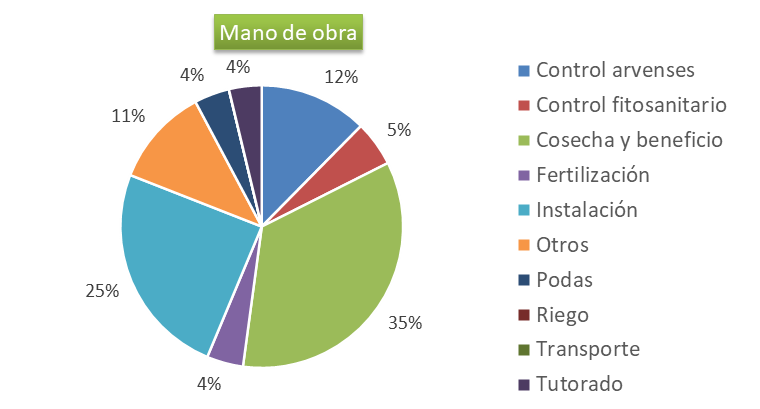 Mano de obra
4%
4%
12%
11%
5%
25%
35%
4%
Control arvenses
Control fitosanitario
Cosecha y beneficio
Fertilización
Instalación
Otros
Podas
Riego
Transporte
Tutorado